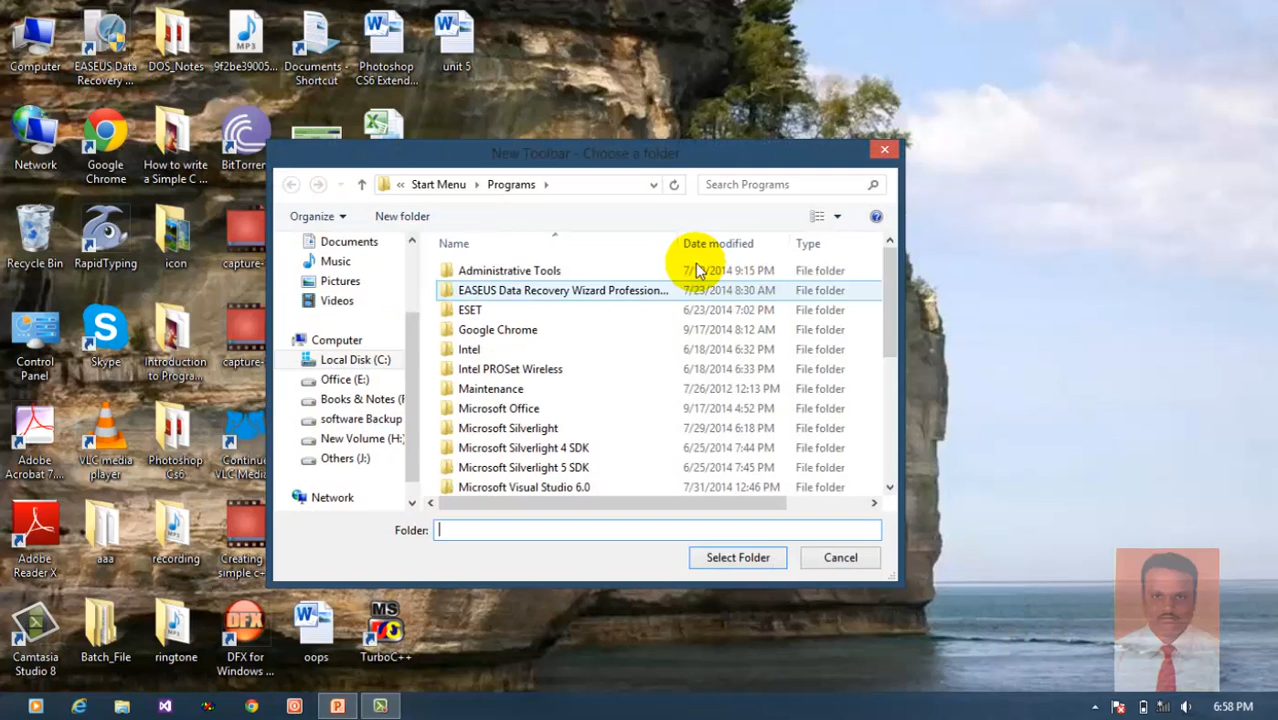 Computer
EASEUS Data
Recovery ...
DOS_Notes
9f2be39005...
Documents -
Shortcut
Photoshop
CS6 Extend...
unit 5
Network
Google
Chrome
How to write
a Simple C ...
BitTorren
Recycle Bin
RapidTyping
icon
capture-
Control
Panel
Skype
Introduction
to Progra...
capture-
Adobe
Acrobat 7....
VLC media
player
Photoshop
Cs6
Continue
VLC Media
Adobe
Reader X
aaa
recording
Creating
simple c+
Camtasia
Studio 8
Batch_File
ringtone
DFX for
Windows ...
oops
MS
TurboC++
New Toolbar - Choose a folder
« Start Menu Programs
Search Programs
Organize
New folder
Documents
Music
Pictures
Videos
Computer
Local Disk (C:)
Office (E:)
Books & Notes (F
software Backup
New Volume (H:)
Others (J:)
Network
Name Date modified Type
Administrative Tools 9:15 PM File folder
EASEUS Data Recovery Wizard Profession... 7/23/2014 8:30 AM File folder
ESET 6/23/2014 7:02 PM File folder
Google Chrome 9/17/2014 8:12 AM File folder
Intel 6/18/2014 6:32 PM File folder
Intel PROSet Wireless 6/18/2014 6:33 PM File folder
Maintenance 7/26/2012 12:13 PM File folder
Microsoft Office 9/17/2014 4:52 PM File folder
Microsoft Silverlight 7/29/2014 6:18 PM File folder
Microsoft Silverlight 4 SDK 6/25/2014 7:44 PM File folder
Microsoft Silverlight 5 SDK 6/25/2014 7:45 PM File folder
Microsoft Visual Studio 6.0 7/31/2014 12:46 PM File folder
Folder:
Select Folder
Cancel
6:58 PM